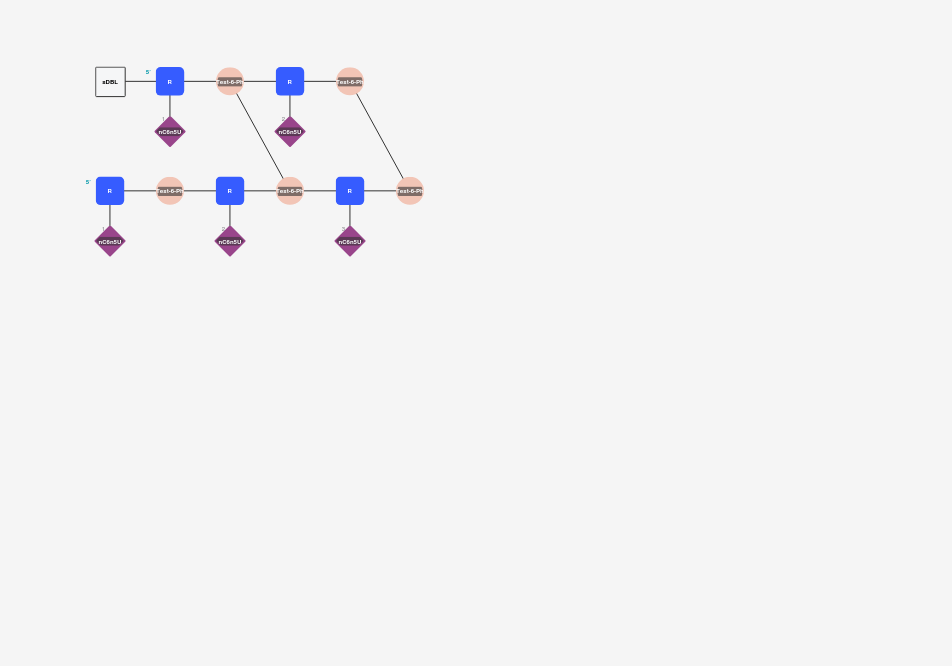 5'
sDBL R Test-6-Ph R Test-6-Ph
1 2
nC6n5U nC6n5U
5'
R Test-6-Ph R Test-6-Ph R Test-6-Ph
1 2 3
nC6n5U nC6n5U nC6n5U